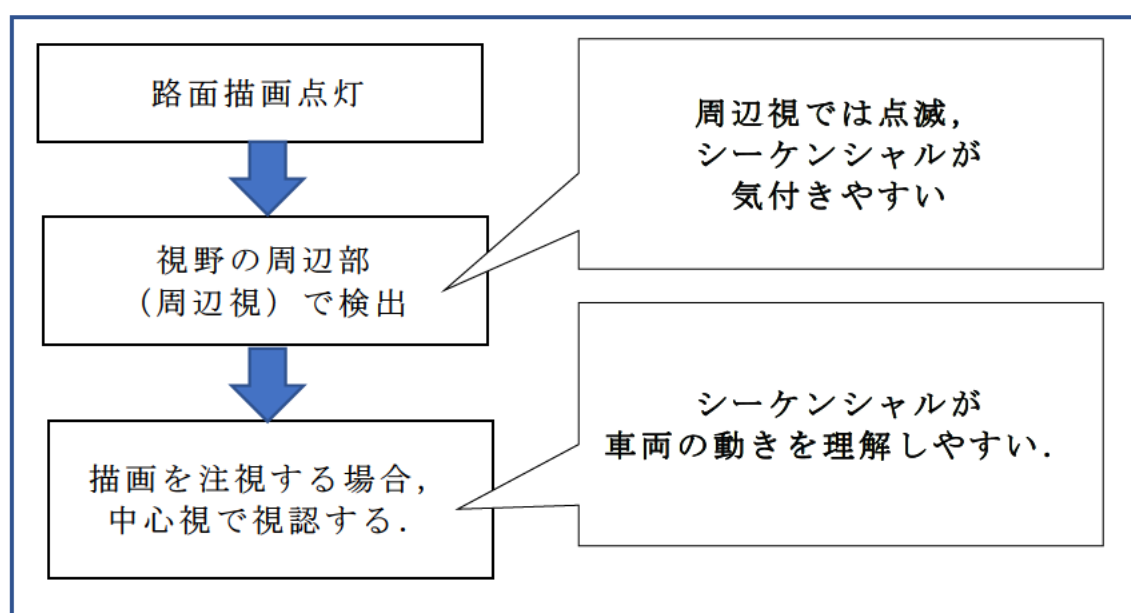 路面描画点灯
周辺視では点滅,
シーケンシャルが
気付きやすい
視野の周辺部
（周辺視）で検出
シーケンシャルが
車両の動きを理解しやすい.
描画を注視する場合,
中心視で視認する.